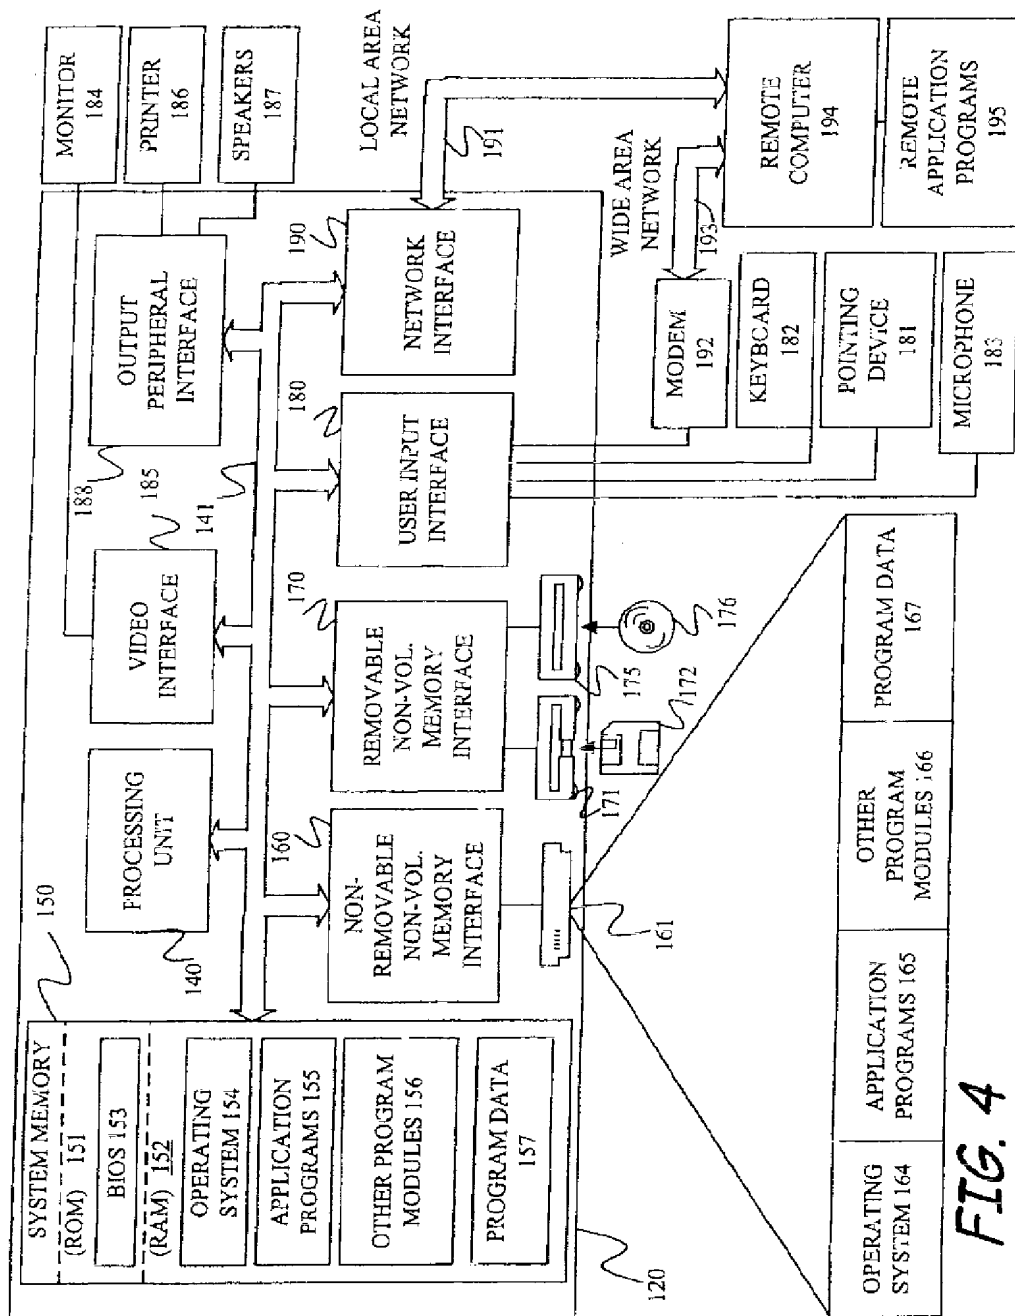 SYSTEM MEMORY
(ROM) 151
BIOS 153
(RAM) 152
OPERATING
SYSTEM 154
APPLICATION
PROGRAMS 155
OTHER PROGRAM
MODULES 156
PROGRAM DATA
157
120
150
PROCESSING
UNIT
140
VIDEO
INTERFACE
185
188
OUTPUT
PERIPHERAL
INTERFACE
141
MONITOR
184
PRINTER
186
SPEAKERS
187
NON-
REMOVABLE
NON-VOL.
MEMORY
INTERFACE
160
REMOVABLE
NON-VOL.
MEMORY
INTERFACE
170
USER INPUT
INTERFACE
180
NETWORK
INTERFACE
190
LOCAL AREA
NETWORK
191
161
171
172
175
176
WIDE AREA
NETWORK
193
MODEM
192
KEYBOARD
182
POINTING
DEVICE
181
MICROPHONE
183
REMOTE
COMPUTER
194
REMOTE
APPLICATION
PROGRAMS
195
OPERATING
SYSTEM 164
APPLICATION
PROGRAMS 165
OTHER
PROGRAM
MODULES 166
PROGRAM DATA
167
FIG. 4